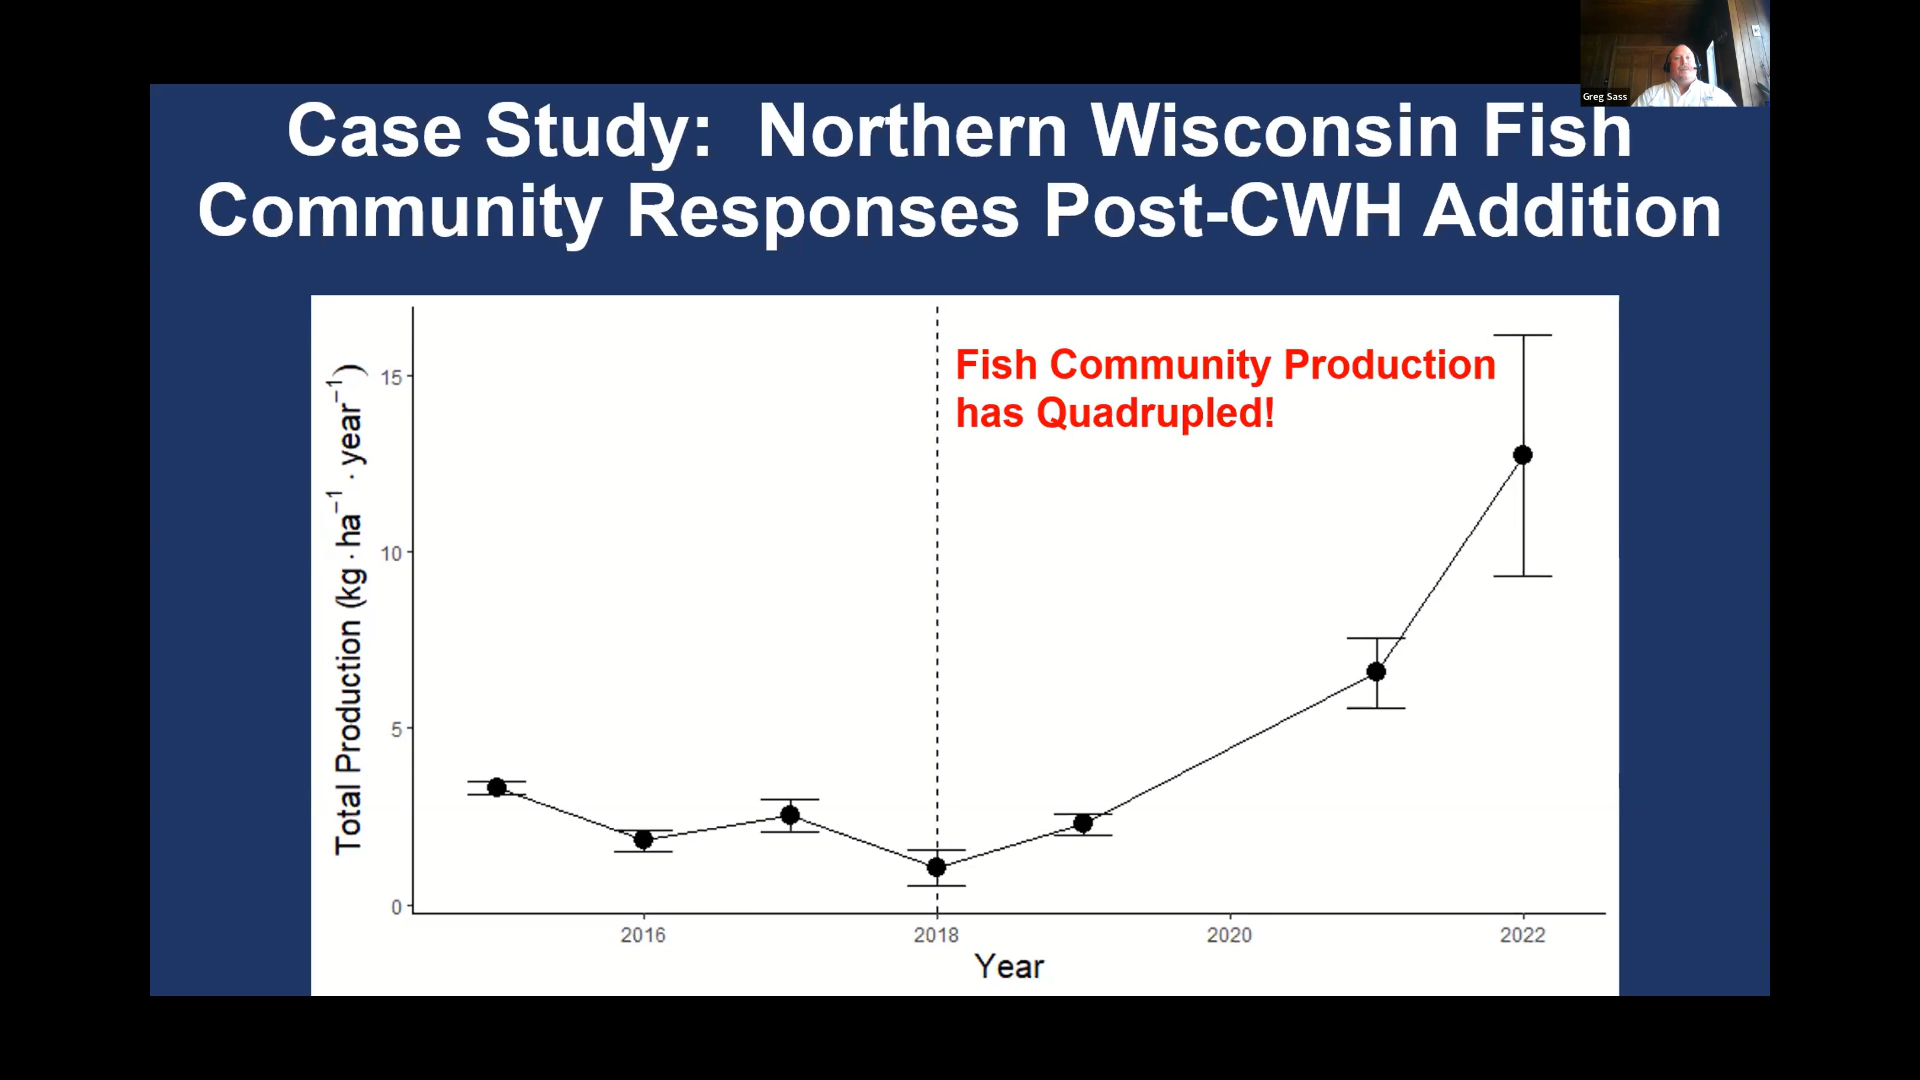 Greg Sass
Case Study: Northern Wisconsin Fish
Community Responses Post-CWH Addition
Fish Community Production
has Quadrupled!
Total Production (kg · ha⁻¹ · year⁻¹)
15
10
5
0
2016
2018
2020
2022
Year